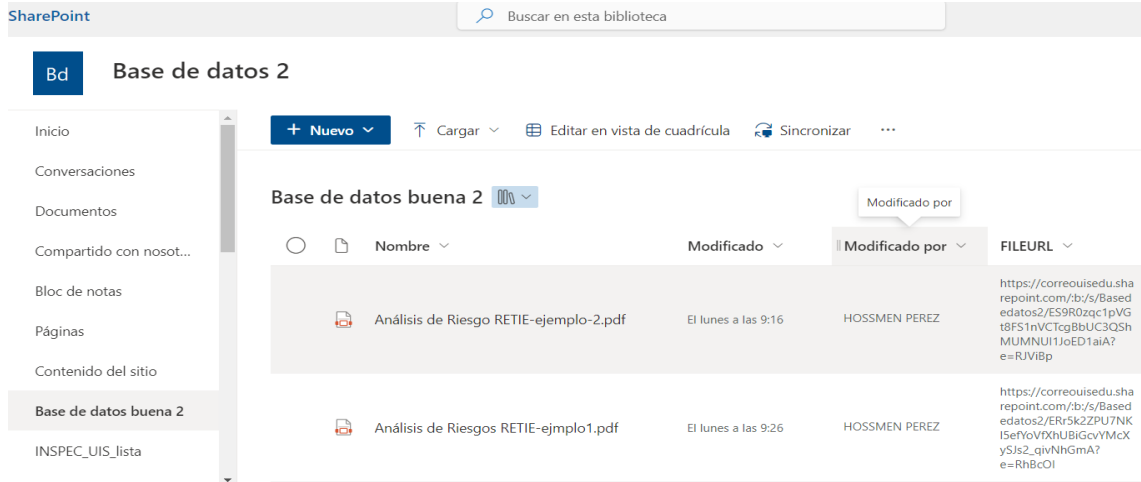 SharePoint
Buscar en esta biblioteca
Bd
Base de datos 2
Inicio
Conversaciones
Documentos
Compartido con nosot...
Bloc de notas
Páginas
Contenido del sitio
Base de datos buena 2
INSPEC_UIS_lista
+ Nuevo
Cargar
Editar en vista de cuadrícula
Sincronizar
...
Base de datos buena 2
Modificado por
Nombre
Modificado
Modificado por
FILEURL
Análisis de Riesgo RETIE-ejemplo-2.pdf
El lunes a las 9:16
HOSSMEN PEREZ
https://correouisedu.sha
repoint.com/:b:/s/Based
edatos2/ES9R0zqc1pVG
t8FS1nVCTcgBbUC3QSh
MUMNUI1JoED1aiA?
e=RJViBp
Análisis de Riesgos RETIE-ejmplo1.pdf
El lunes a las 9:26
HOSSMEN PEREZ
https://correouisedu.sha
repoint.com/:b:/s/Based
edatos2/ERr5k2ZPU7NK
I5efYoVfXhUBiGcvYMcX
ySJs2_qivNhGmA?
e=RhBcOI